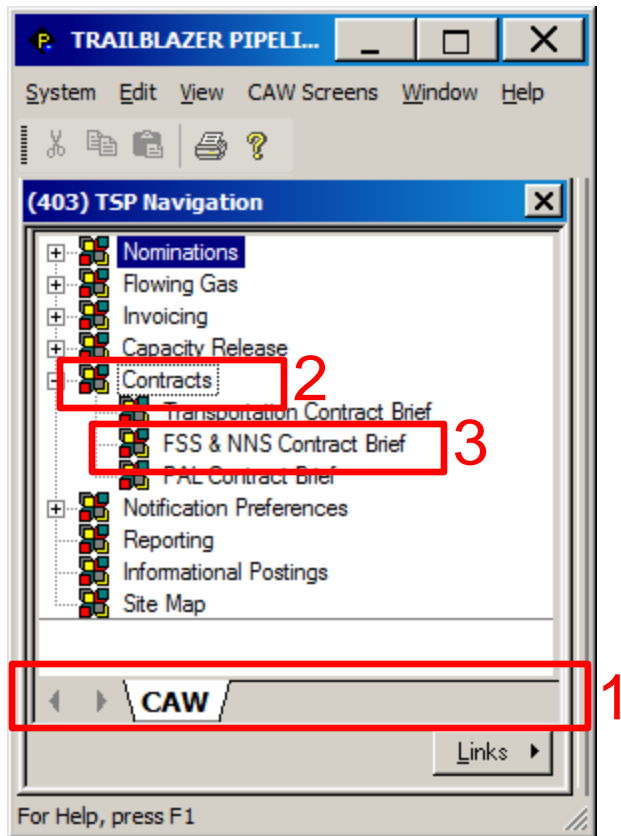 TRAILBLAZER PIPELI...
System Edit View CAW Screens Window Help
(403) TSP Navigation
Nominations
Flowing Gas
Invoicing
Capacity Release
Contracts
2
Transportation Contract Brief
FSS & NNS Contract Brief
3
PAL Contract Brief
Notification Preferences
Reporting
Informational Postings
Site Map
CAW
1
Links
For Help, press F1